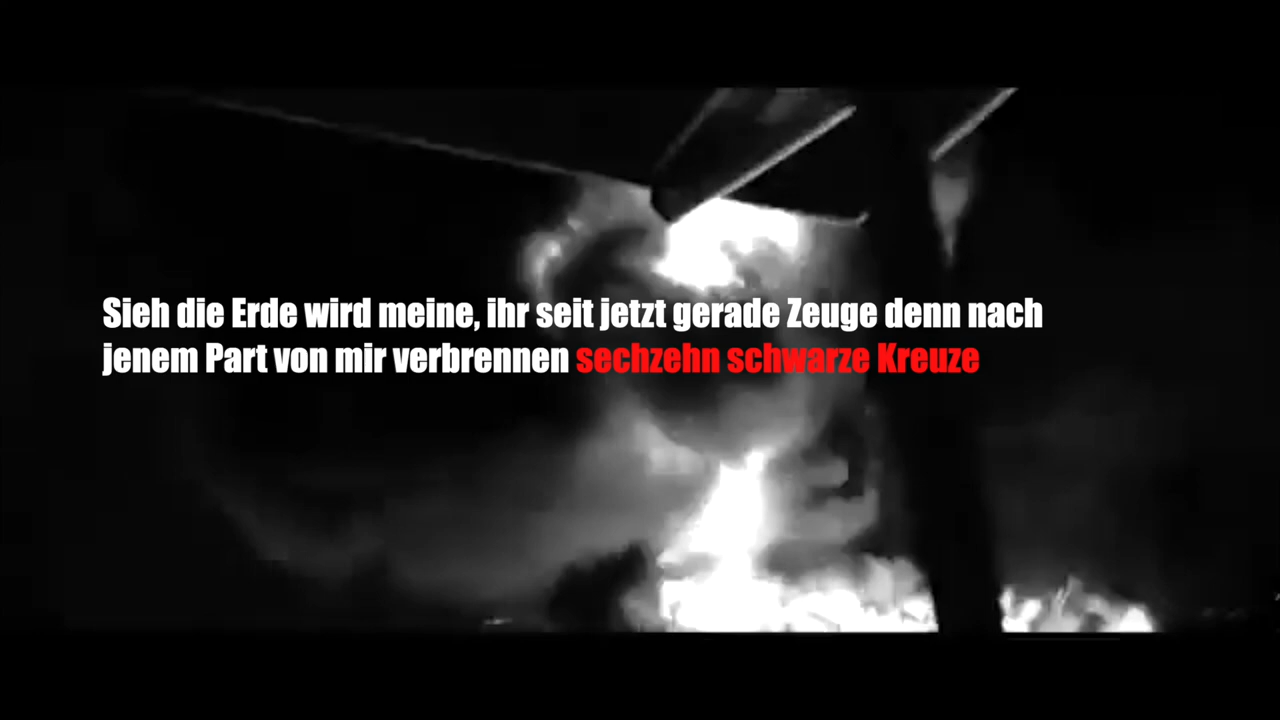 Sieh die Erde wird meine, ihr seit jetzt gerade Zeuge denn nach
jenem Part von mir verbrennen sechzehn schwarze Kreuze